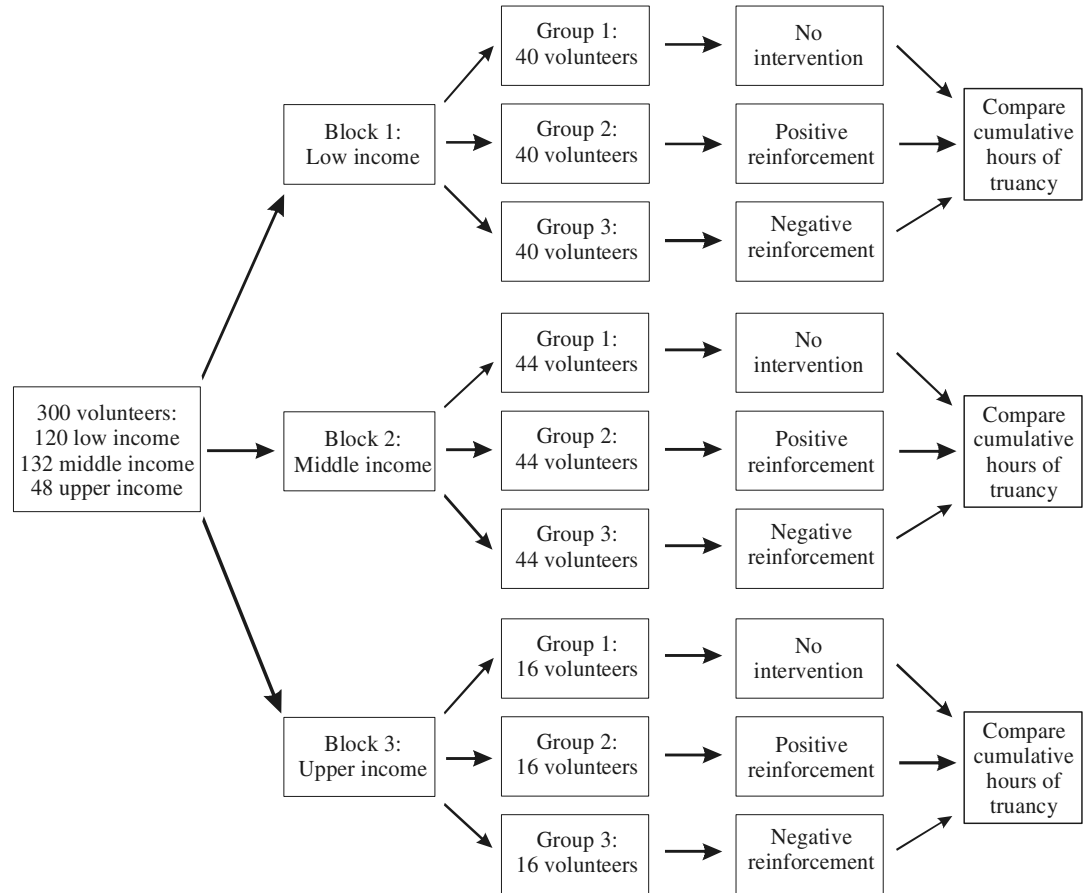 300 volunteers:
120 low income
132 middle income
48 upper income
Block 1:
Low income
Group 1:
40 volunteers
No
intervention
Group 2:
40 volunteers
Positive
reinforcement
Group 3:
40 volunteers
Negative
reinforcement
Compare
cumulative
hours of
truancy
Block 2:
Middle income
Group 1:
44 volunteers
No
intervention
Group 2:
44 volunteers
Positive
reinforcement
Group 3:
44 volunteers
Negative
reinforcement
Compare
cumulative
hours of
truancy
Block 3:
Upper income
Group 1:
16 volunteers
No
intervention
Group 2:
16 volunteers
Positive
reinforcement
Group 3:
16 volunteers
Negative
reinforcement
Compare
cumulative
hours of
truancy